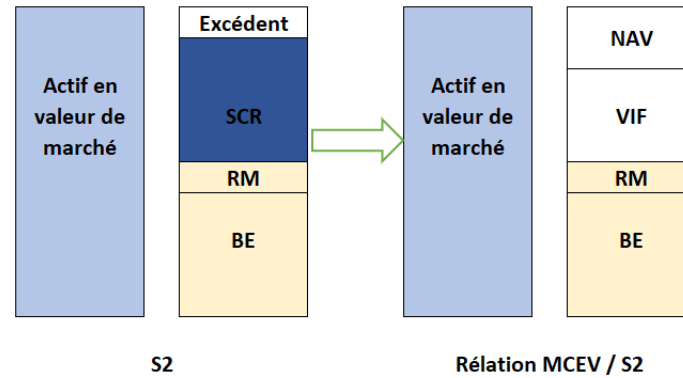 Excédent
Actif en
valeur de
marché
SCR
RM
BE
Actif en
valeur de
marché
NAV
VIF
RM
BE
S2
Rélation MCEV / S2